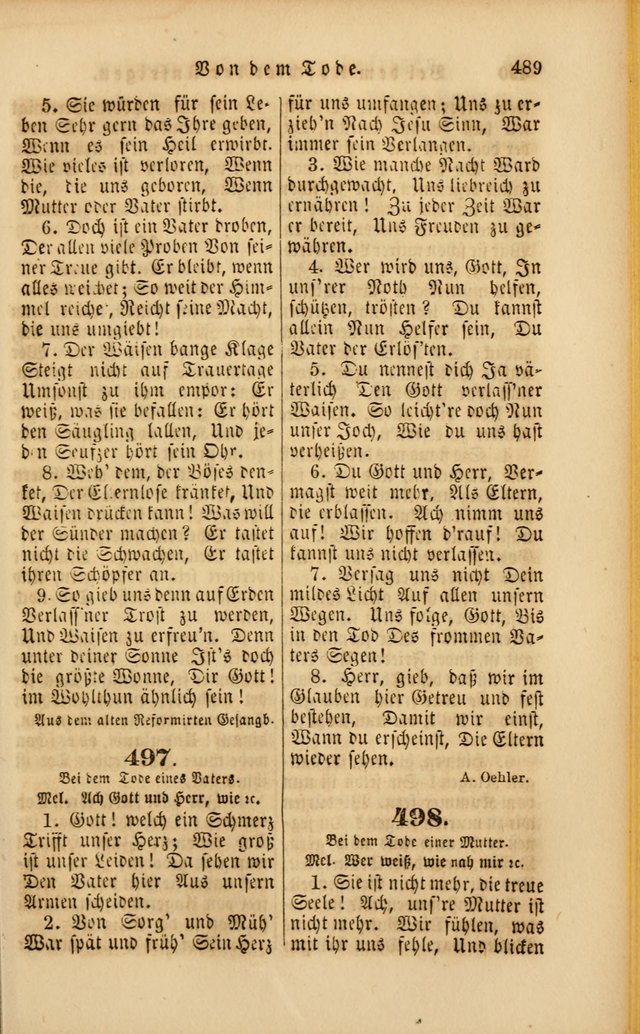 Von dem Tode. 489
5. Sie würden für sein Le-
ben Sehr gern das Ihre geben,
Wenn es sein Heil erwirbt.
Wie vieles ist verloren, Wenn
die, die uns geboren, Wenn
Mutter oder Vater stirbt.
6. Doch ist ein Vater droben,
Der allen viele Proben Von sei-
ner Treue gibt. Er bleibt, wenn
alles weichet; So weit der Him-
mel reichet, Reicht seine Macht,
die uns umgiebt!
7. Der Waisen bange Klage
Steigt nicht auf Trauertage
Umsonst zu ihm empor: Er
weiß, was sie befallen: Er hört
den Säugling lallen, Und je-
den Seufzer hört sein Ohr.
8. Weh' dem, der Böses den-
ket, Der Elternlose kränket, Und
Waisen drücken kann! Was will
der Sünder machen? Er tastet
nicht die Schwachen, Er tastet
ihren Schöpfer an.
9. So gieb uns denn auf Erden
Verlass'ner Trost zu werden,
Und Waisen zu erfreu'n. Denn
unter deiner Sonne Ist's doch
die größte Wonne, Dir Gott!
im Wohlthun ähnlich sein!
Aus dem alten Reformirten Gesangb.
497.
Bei dem Tode eines Vaters.
Mel. Ach Gott und Herr, wie ꝛc.
1. Gott! welch ein Schmerz
Trifft unser Herz; Wie groß
ist unser Leiden! Da sehen wir
Den Vater hier Aus unsern
Armen scheiden.
2. Von Sorg' und Müh'
War spät und früh' Sein Herz
für uns umfangen; Uns zu er-
zieh'n Nach Jesu Sinn, War
immer sein Verlangen.
3. Wie manche Nacht Ward
durchgewacht, Uns liebreich zu
ernähren! Zu jeder Zeit War
er bereit, Uns Freuden zu ge-
währen.
4. Wer wird uns, Gott, In
uns'rer Noth Nun helfen,
schützen, trösten? Du kannst
allein Nun Helfer sein, Du
Vater der Erlös'ten.
5. Du nennest dich Ja vä-
terlich Den Gott verlass'ner
Waisen. So leicht're doch Nun
unser Joch, Wie du uns hast
verheißen.
6. Du Gott und Herr, Ver-
magst weit mehr, Als Eltern,
die erblassen. Ach nimm uns
auf! Wir hoffen d'rauf! Du
kannst uns nicht verlassen.
7. Versag uns nicht Dein
mildes Licht Auf allen unsern
Wegen. Uns folge, Gott, Bis
in den Tod Des frommen Va-
ters Segen!
8. Herr, gieb, daß wir im
Glauben hier Getreu und fest
bestehen, Damit wir einst,
Wann du erscheinst, Die Eltern
wieder sehen.
A. Oehler.
498.
Bei dem Tode einer Mutter.
Mel. Wer weiß, wie nah mir ꝛc.
1. Sie ist nicht mehr, die treue
Seele! Ach, uns're Mutter ist
nicht mehr. Wir fühlen, was
mit ihr uns fehle, Und blicken